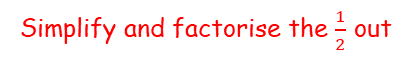 Simplify and factorise the 1/2 out